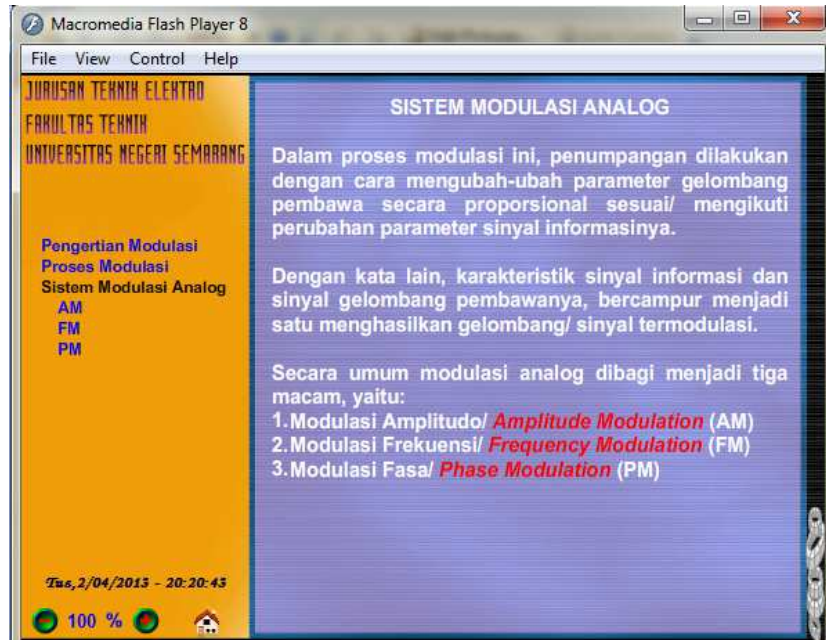 Macromedia Flash Player 8
File View Control Help
JURUSAN TEKNIK ELEKTRO
FAKULTAS TEKNIK
UNIVERSITAS NEGERI SEMARANG
Pengertian Modulasi
Proses Modulasi
Sistem Modulasi Analog
AM
FM
PM
Tus,2/04/2013 - 20:20:43
100 %
SISTEM MODULASI ANALOG
Dalam proses modulasi ini, penumpangan dilakukan
dengan cara mengubah-ubah parameter gelombang
pembawa secara proporsional sesuai/ mengikuti
perubahan parameter sinyal informasinya.
Dengan kata lain, karakteristik sinyal informasi dan
sinyal gelombang pembawanya, bercampur menjadi
satu menghasilkan gelombang/ sinyal termodulasi.
Secara umum modulasi analog dibagi menjadi tiga
macam, yaitu:
1.Modulasi Amplitudo/ Amplitude Modulation (AM)
2.Modulasi Frekuensi/ Frequency Modulation (FM)
3.Modulasi Fasa/ Phase Modulation (PM)